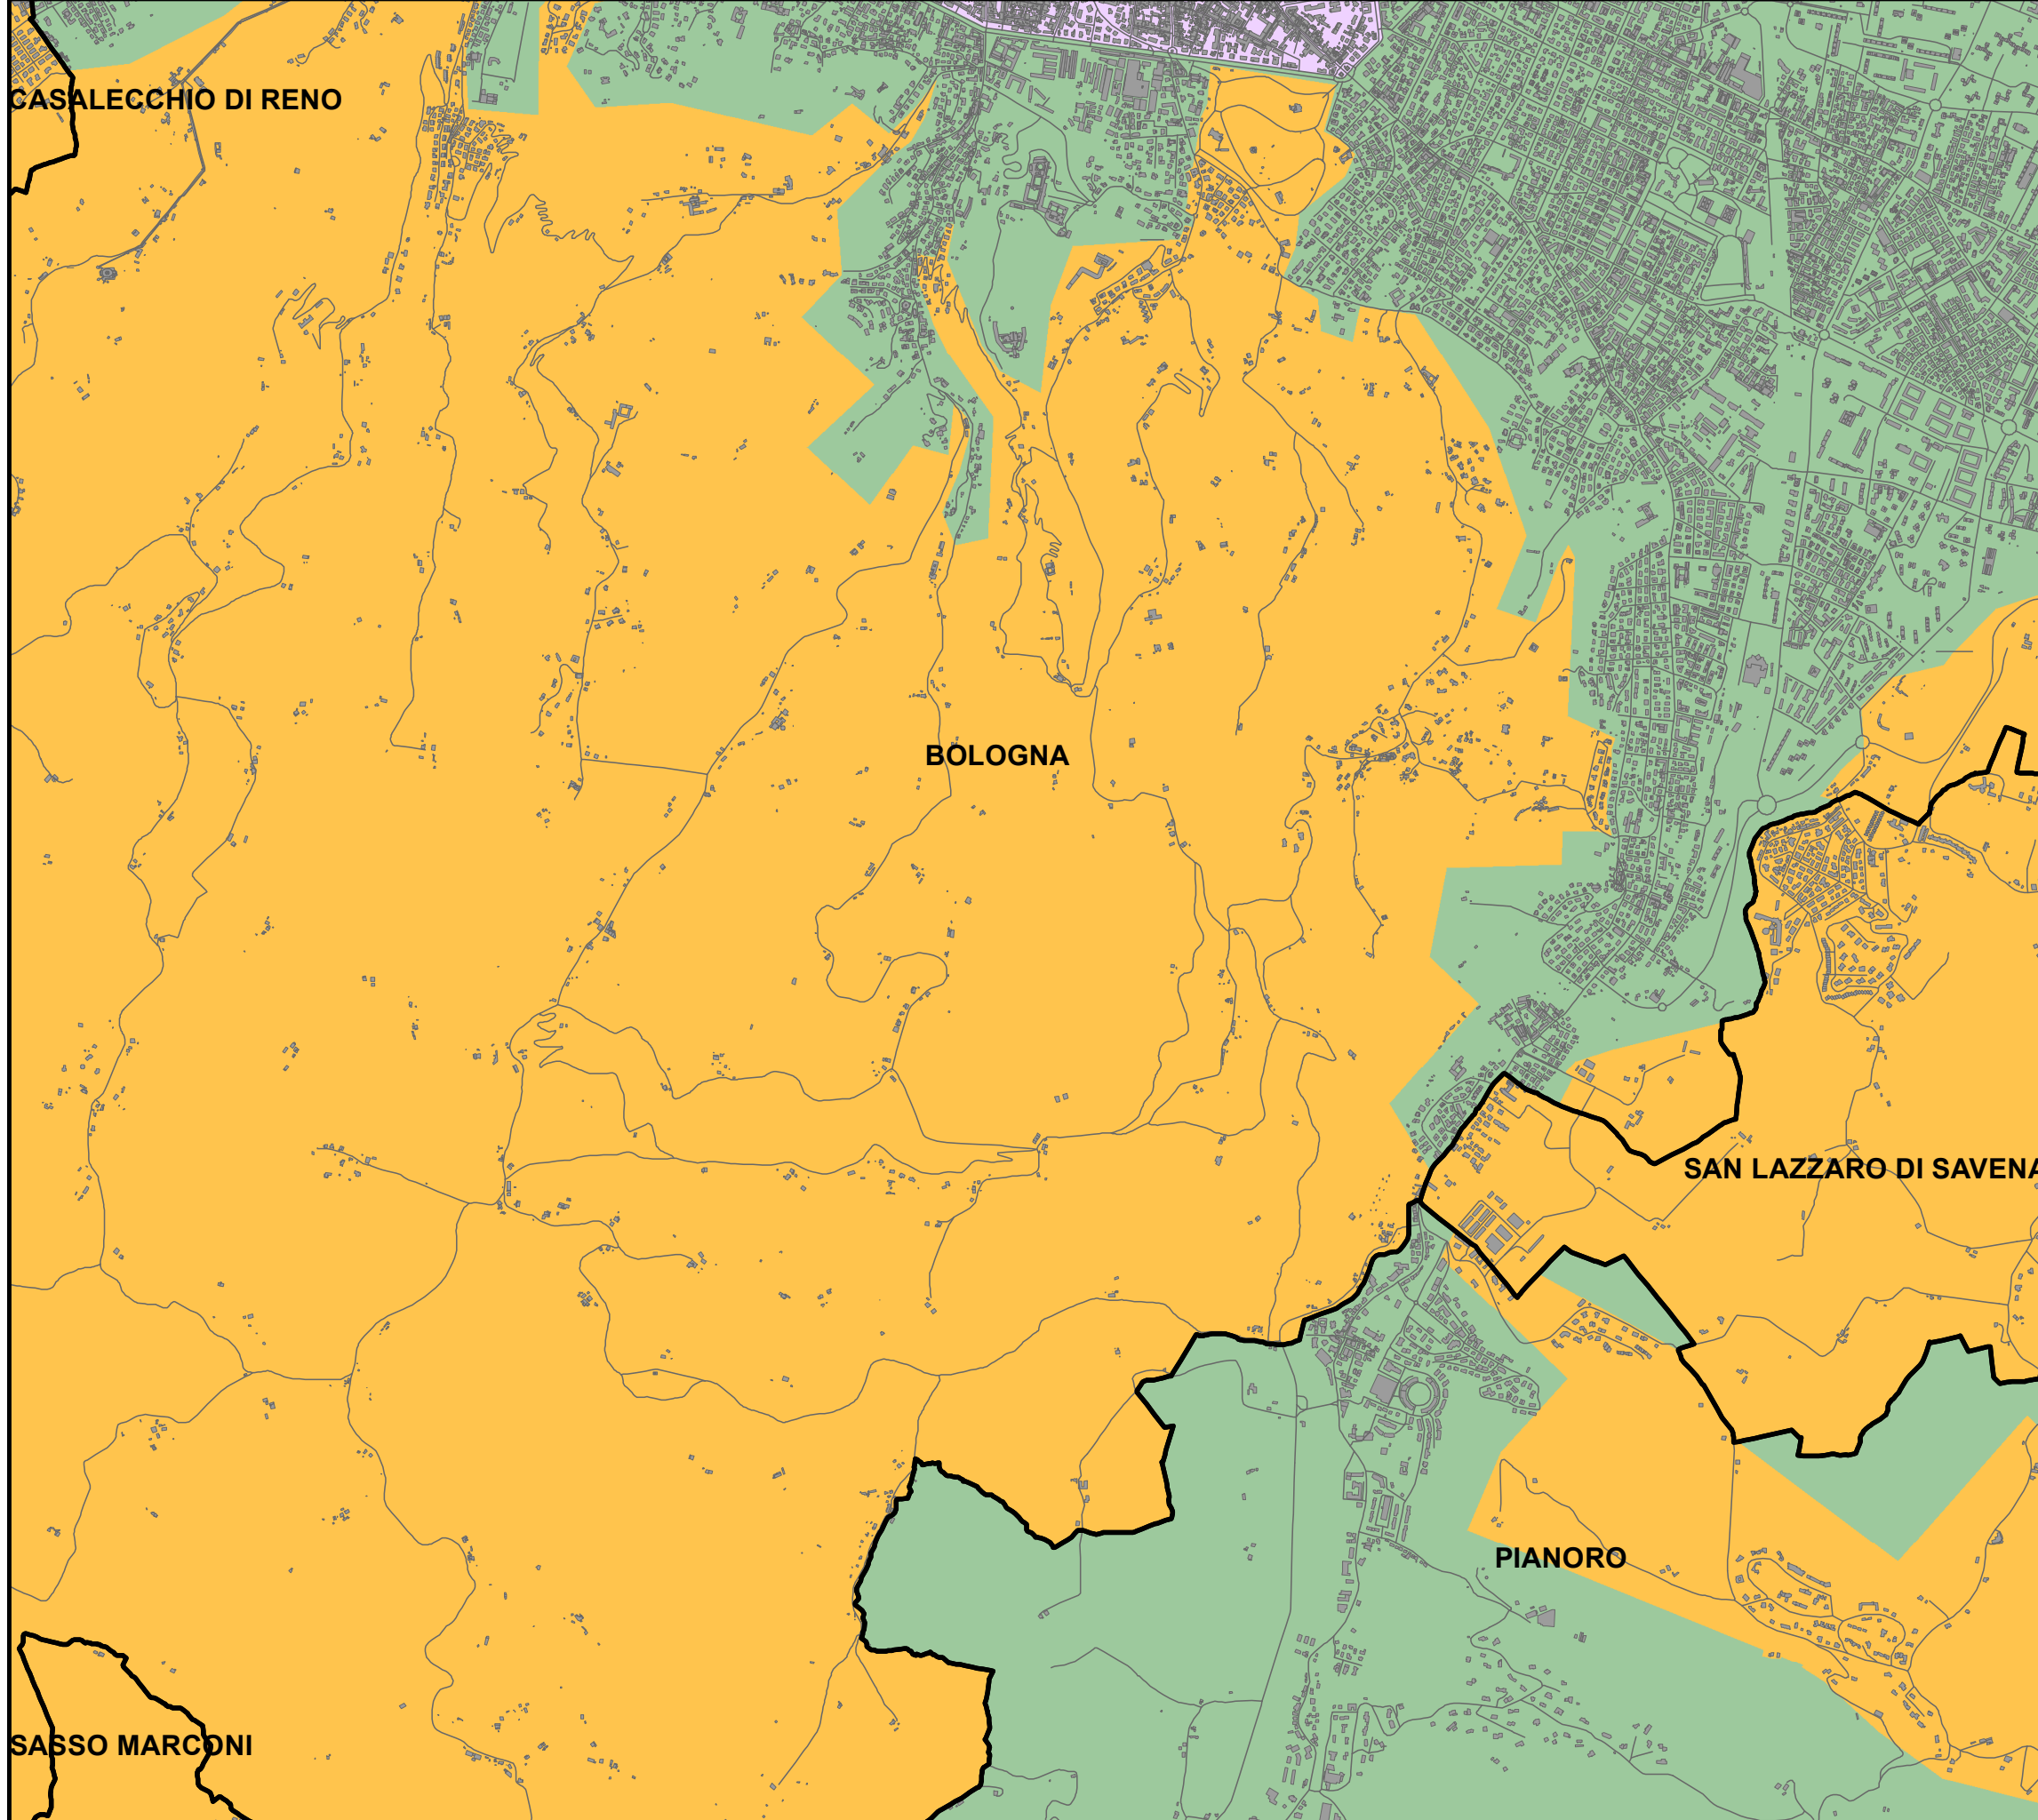 CASALECCHIO DI RENO
BOLOGNA
SAN LAZZARO DI SAVENA
PIANORO
SASSO MARCONI